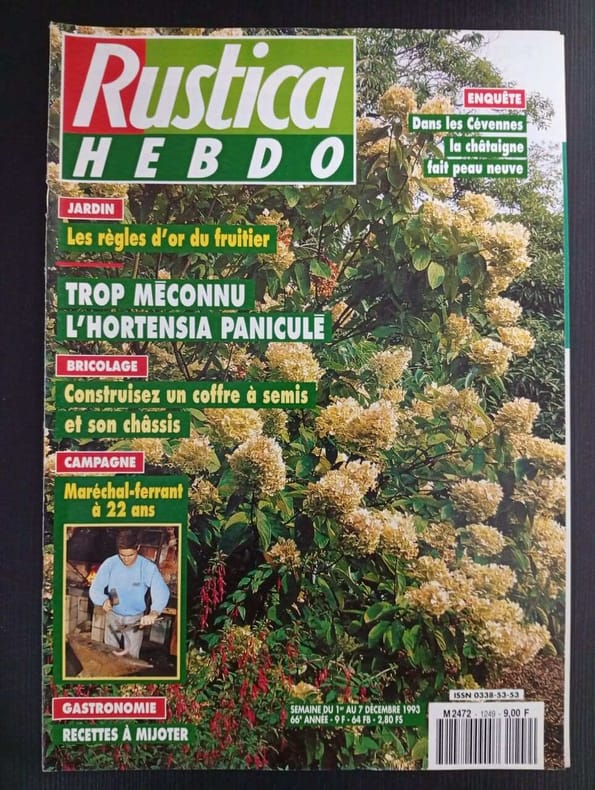 Rustica
HEBDO
ENQUÊTE
Dans les Cévennes
la châtaigne
fait peau neuve
JARDIN
Les règles d'or du fruitier
TROP MÉCONNU
L'HORTENSIA PANICULÉ
BRICOLAGE
Construisez un coffre à semis
et son châssis
CAMPAGNE
Maréchal-ferrant
à 22 ans
GASTRONOMIE
RECETTES À MIJOTER
SEMAINE DU 1er AU 7 DÉCEMBRE 1993
66e ANNÉE - 9 F - 64 FB - 2,80 FS
ISSN 0338-53-53
M 2472 - 1249 - 9,00 F